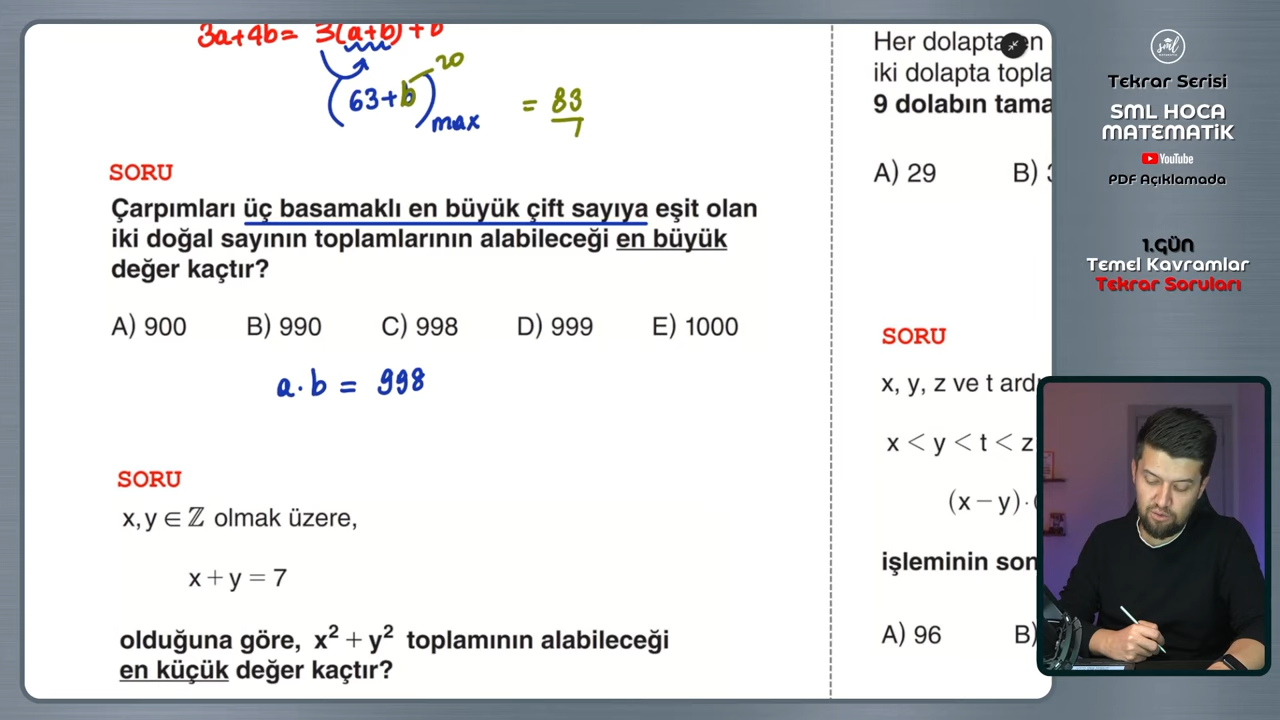 3a+4b= 3(a+b)+b
(63+b) 20
max = 83
SORU
Çarpımları üç basamaklı en büyük çift sayıya eşit olan
iki doğal sayının toplamlarının alabileceği en büyük
değer kaçtır?
A) 900 B) 990 C) 998 D) 999 E) 1000
a·b = 998
SORU
x,y ∈ ℤ olmak üzere,
x+y = 7
olduğuna göre, x² + y² toplamının alabileceği
en küçük değer kaçtır?
Her dolapta en
iki dolapta topla
9 dolabın tama
A) 29 B)
SORU
x, y, z ve t ard
x < y < t < z
(x − y) ·
işleminin son
A) 96 B)
sml
Tekrar Serisi
SML HOCA
MATEMATİK
YouTube
PDF Açıklamada
1.GÜN
Temel Kavramlar
Tekrar Soruları